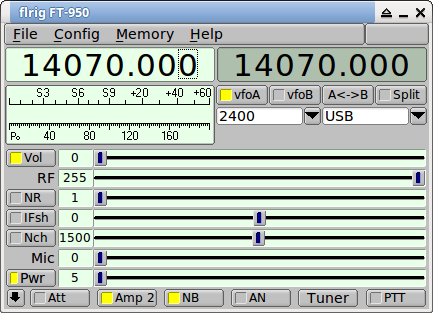 flrig FT-950
File Config Memory Help
14070.000 14070.000
S3 S6 S9 +20 +40 +60
Po 40 80 120 160
vfoA vfoB A<->B Split
2400 USB
Vol 0
RF 255
NR 1
IFsh 0
Nch 1500
Mic 0
Pwr 5
Att Amp 2 NB AN Tuner PTT